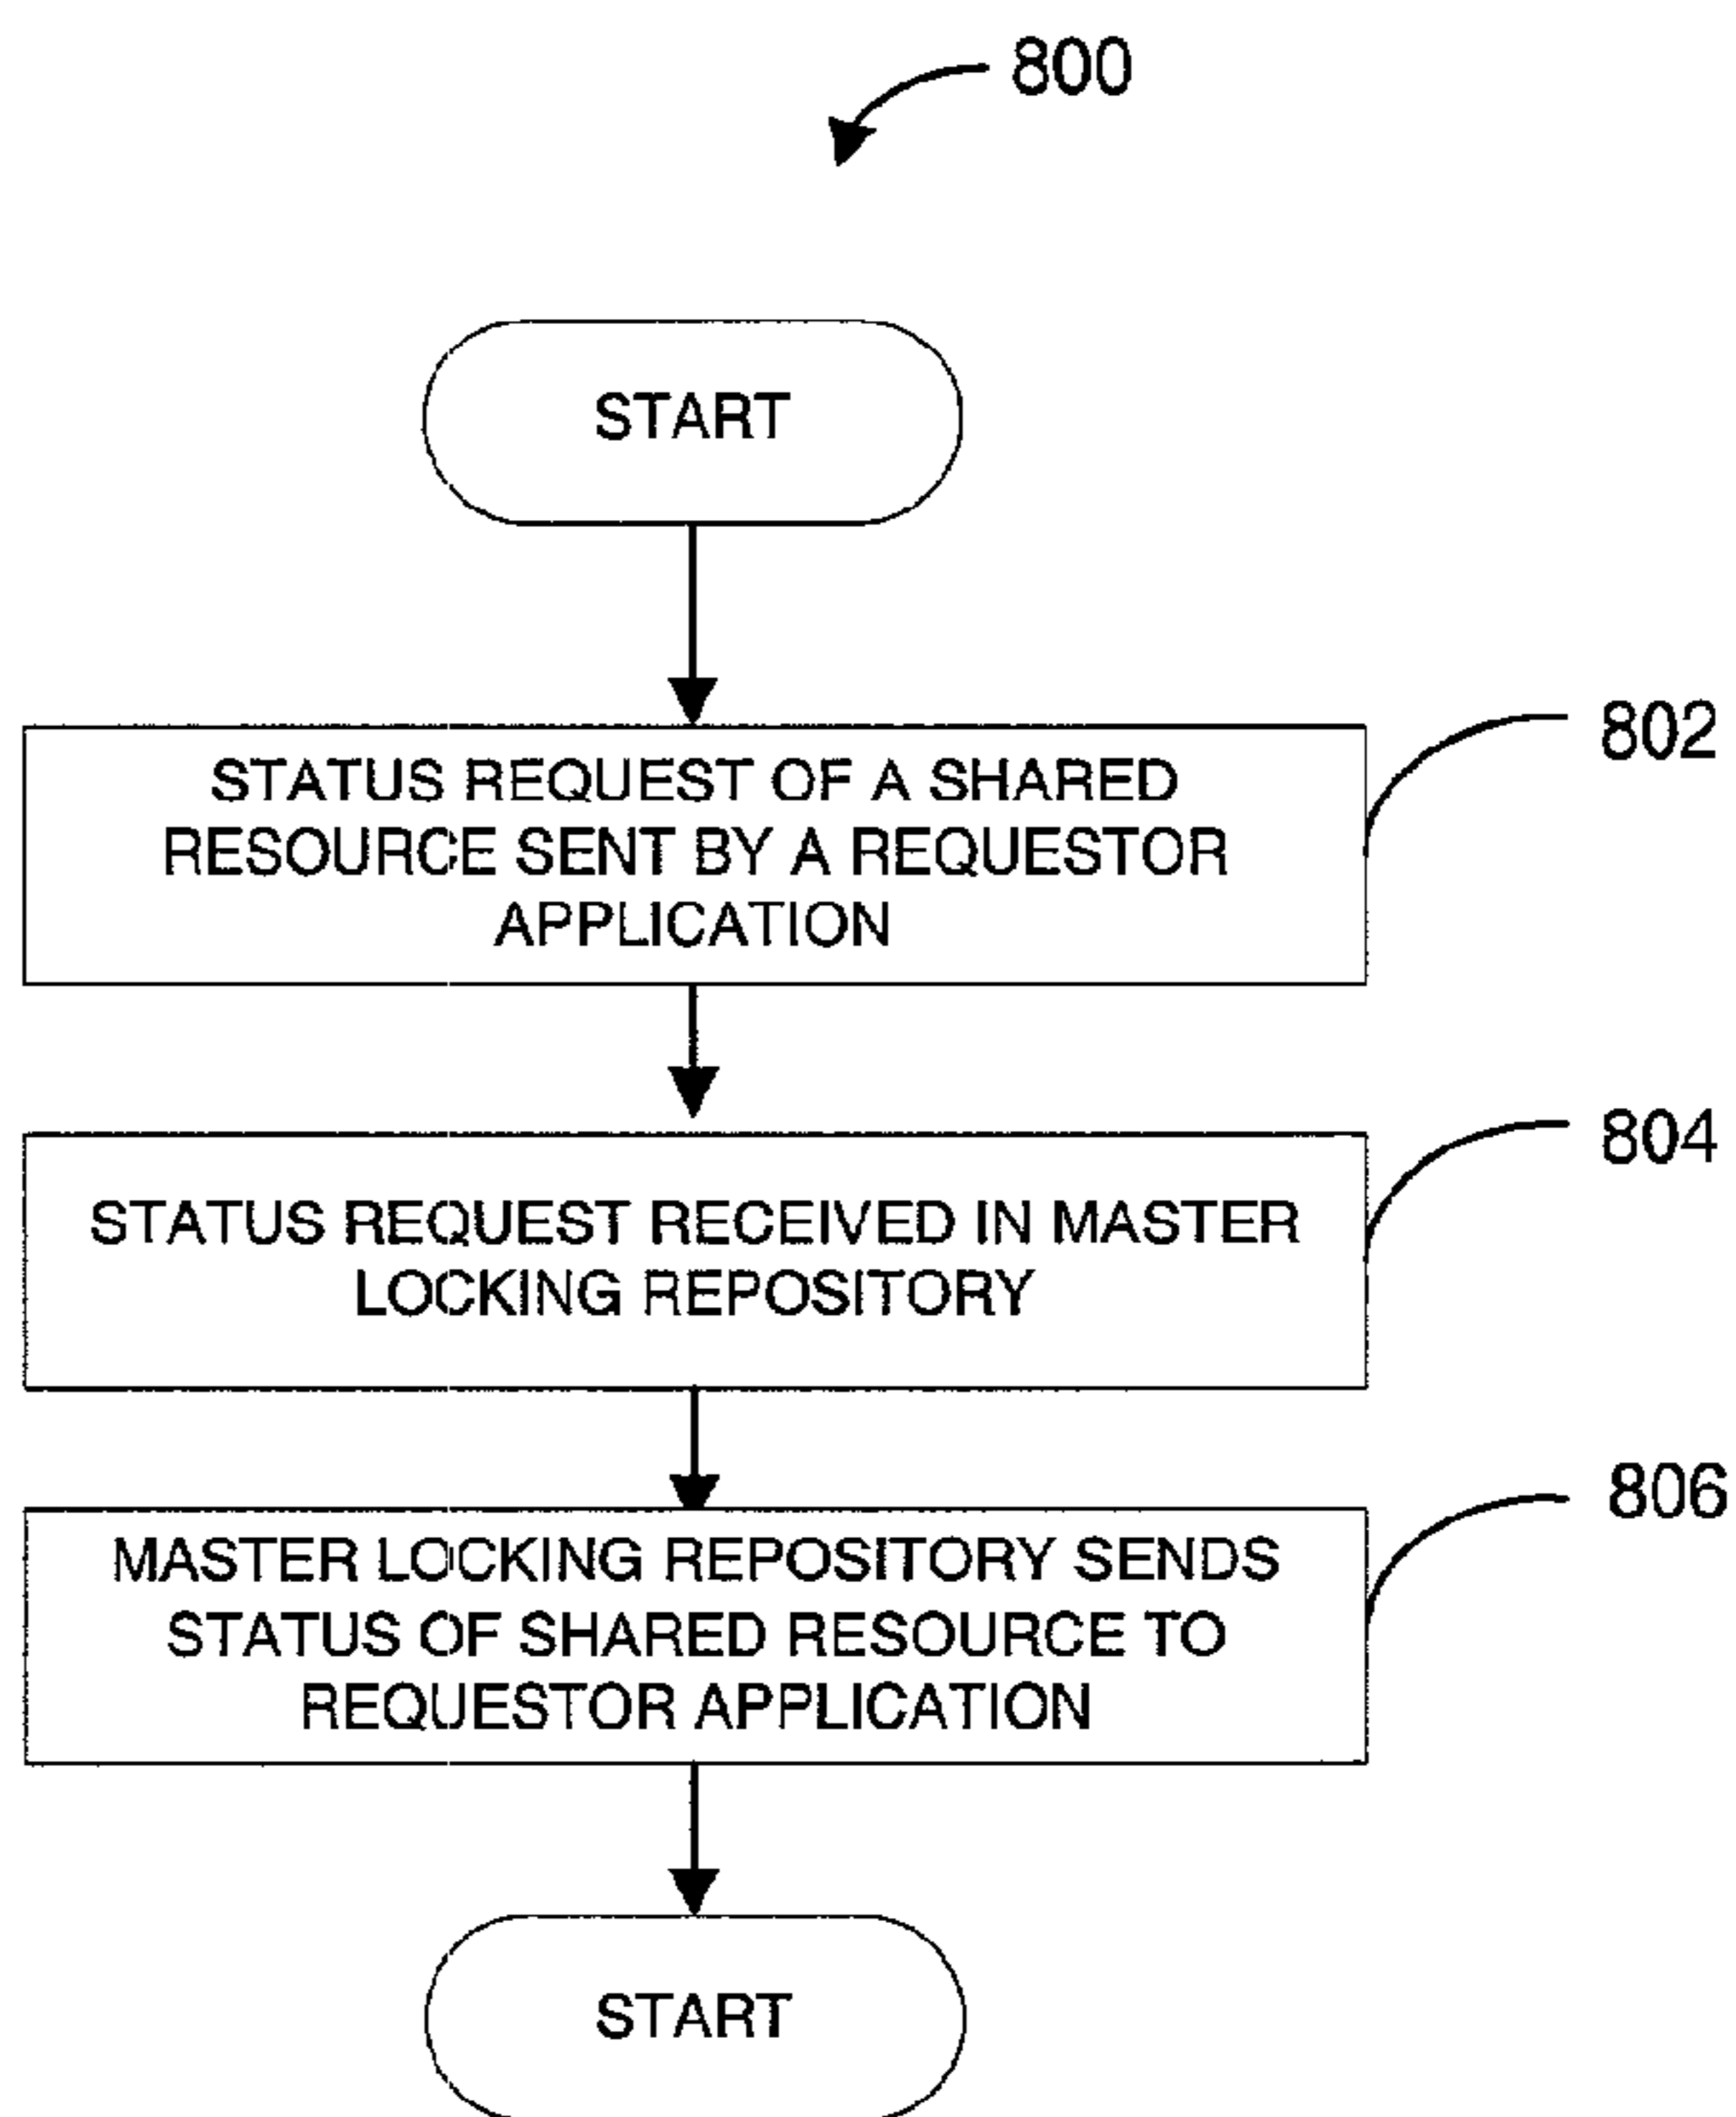 800
START
802
STATUS REQUEST OF A SHARED
RESOURCE SENT BY A REQUESTOR
APPLICATION
804
STATUS REQUEST RECEIVED IN MASTER
LOCKING REPOSITORY
806
MASTER LOCKING REPOSITORY SENDS
STATUS OF SHARED RESOURCE TO
REQUESTOR APPLICATION
START